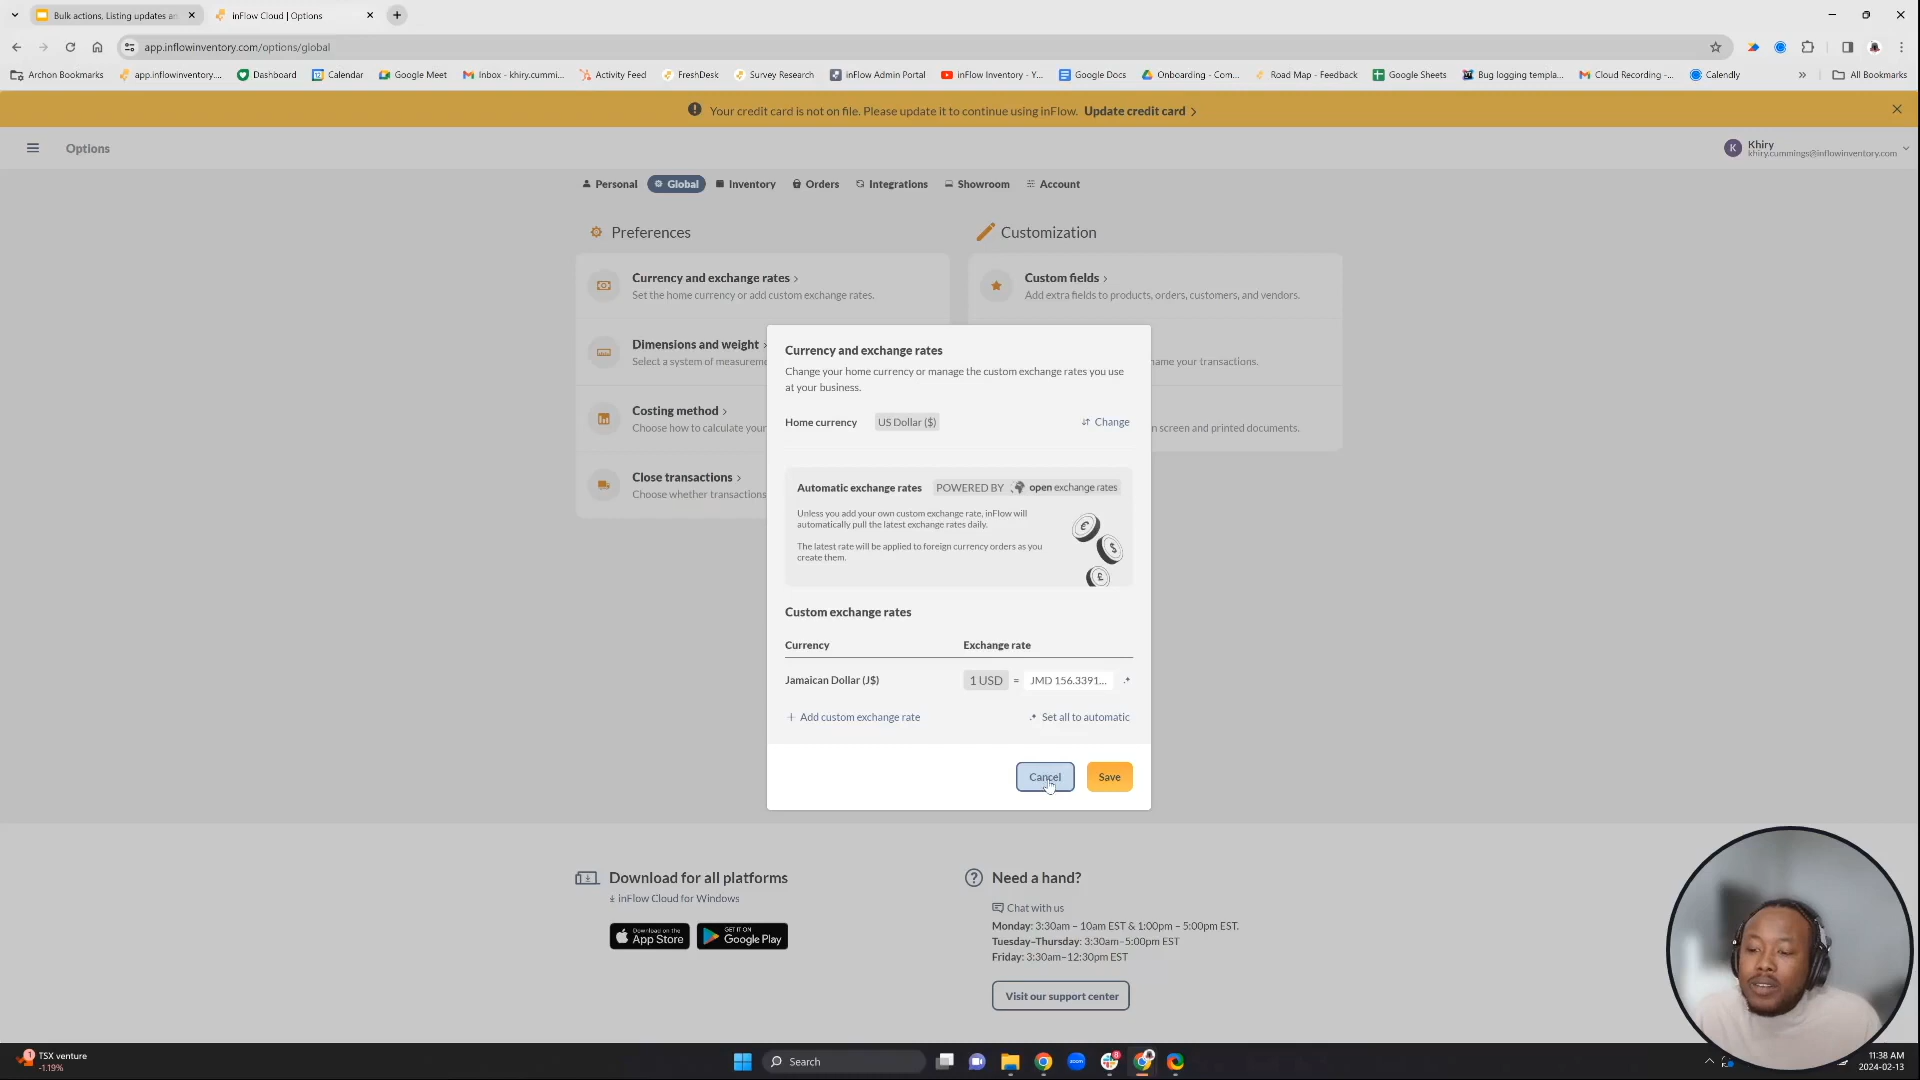 Bulk actions, Listing updates an
inFlow Cloud | Options
app.inflowinventory.com/options/global
Archon Bookmarks
app.inflowinventory....
Dashboard
Calendar
Google Meet
Inbox - khiry.cummi...
Activity Feed
FreshDesk
Survey Research
inFlow Admin Portal
inFlow Inventory - Y...
Google Docs
Onboarding - Com...
Road Map - Feedback
Google Sheets
Bug logging templa...
Cloud Recording -...
Calendly
All Bookmarks
Your credit card is not on file. Please update it to continue using inFlow. Update credit card
Options
K
Khiry
khiry.cummings@inflowinventory.com
Personal
Global
Inventory
Orders
Integrations
Showroom
Account
Preferences
Customization
Currency and exchange rates
Set the home currency or add custom exchange rates.
Custom fields
Add extra fields to products, orders, customers, and vendors.
Dimensions and weight
Select a system of measureme
name your transactions.
Costing method
Choose how to calculate your
n screen and printed documents.
Close transactions
Choose whether transactions
Currency and exchange rates
Change your home currency or manage the custom exchange rates you use
at your business.
Home currency
US Dollar ($)
Change
Automatic exchange rates
POWERED BY open exchange rates
Unless you add your own custom exchange rate, inFlow will
automatically pull the latest exchange rates daily.
The latest rate will be applied to foreign currency orders as you
create them.
Custom exchange rates
Currency
Exchange rate
Jamaican Dollar (J$)
1 USD = JMD 156.3391...
+ Add custom exchange rate
Set all to automatic
Cancel
Save
Download for all platforms
inFlow Cloud for Windows
Download on the
App Store
GET IT ON
Google Play
Need a hand?
Chat with us
Monday: 3:30am – 10am EST & 1:00pm – 5:00pm EST.
Tuesday–Thursday: 3:30am–5:00pm EST
Friday: 3:30am–12:30pm EST
Visit our support center
1
TSX venture
-1.19%
Search
zoom
11:38 AM
2024-02-13